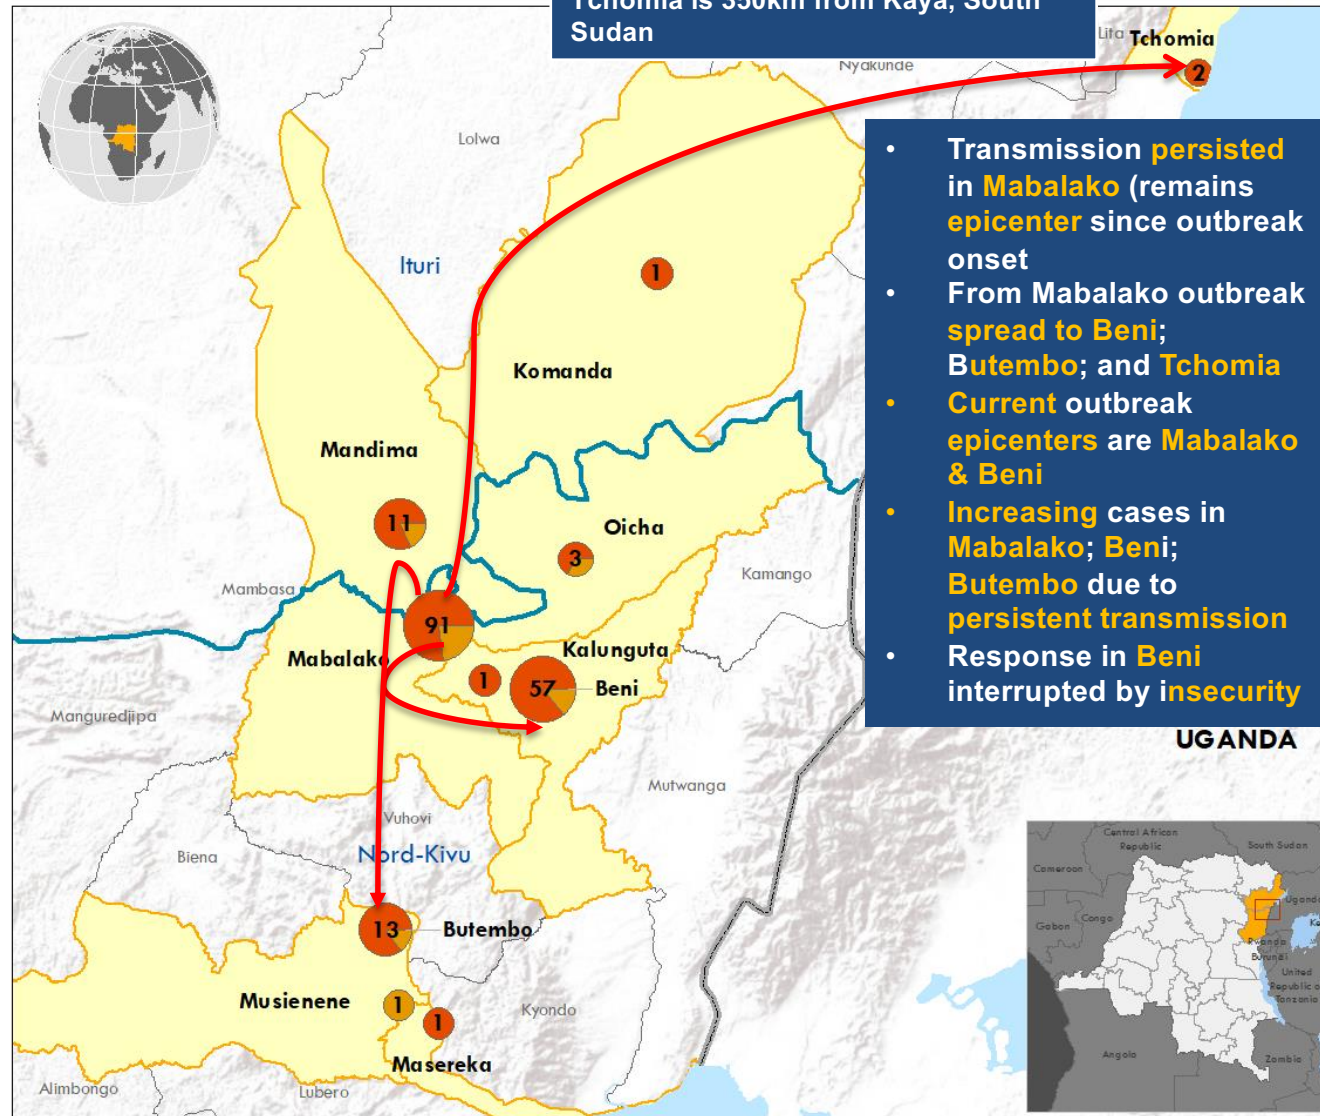 Tchomia is 350km from Kaya, South
Sudan
Lita
Tchomia
Nyakunde
2
Lolwa
• Transmission persisted
in Mabalako (remains
epicenter since outbreak
onset
• From Mabalako outbreak
spread to Beni;
Butembo; and Tchomia
• Current outbreak
epicenters are Mabalako
& Beni
• Increasing cases in
Mabalako; Beni;
Butembo due to
persistent transmission
• Response in Beni
interrupted by insecurity
Ituri
1
Komanda
Mandima
11
Oicha
3
Kamango
Mambasa
91
Mabalako
Kalunguta
1
57
Beni
Manguredjipa
UGANDA
Mutwanga
Vuhovi
Biena
Nord-Kivu
13
Butembo
Musienene
1
1
Kyondo
Masereka
Alimbongo
Lubero
Central African
Republic
South Sudan
Cameroon
Uganda
Congo
Gabon
Ke
Rwanda
Burundi
United
Republic of
Tanzania
Angola
Zambia